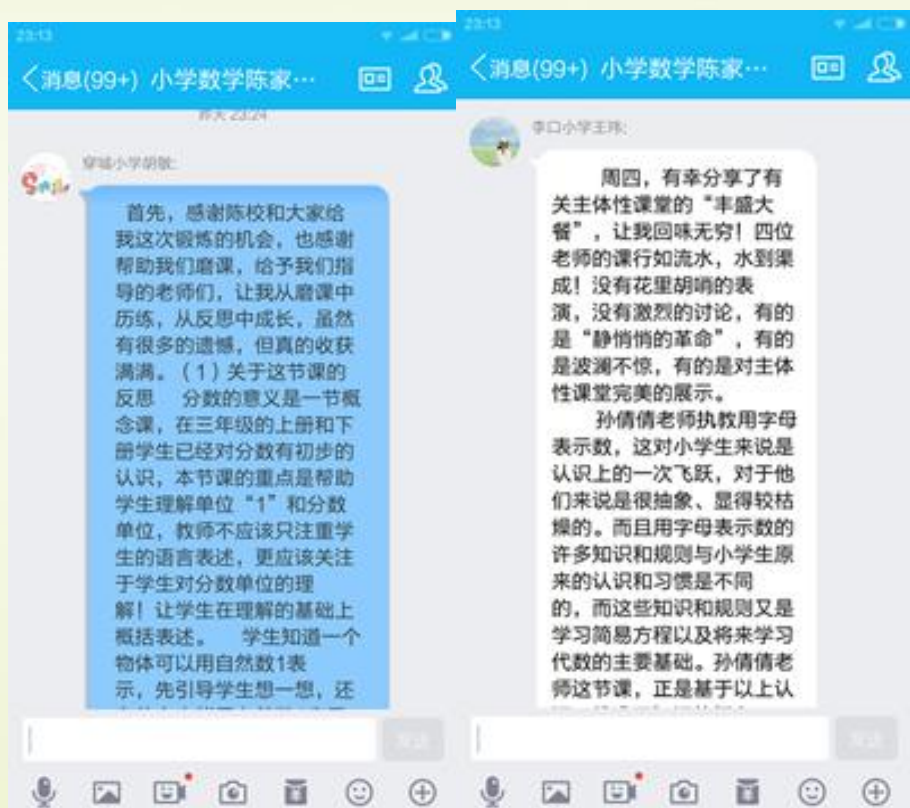 23:13
消息(99+) 小学数学陈家…
昨天 23:24
穿城小学胡敏:
首先，感谢陈校和大家给
我这次锻炼的机会，也感谢
帮助我们磨课，给予我们指
导的老师们，让我从磨课中
历练，从反思中成长，虽然
有很多的遗憾，但真的收获
满满。（1）关于这节课的
反思 分数的意义是一节概
念课，在三年级的上册和下
册学生已经对分数有初步的
认识，本节课的重点是帮助
学生理解单位“1”和分数
单位，教师不应该只注重学
生的语言表述，更应该关注
于学生对分数单位的理
解！让学生在理解的基础上
概括表述。 学生知道一个
物体可以用自然数1表
示，先引导学生想一想，还
发送
23:13
消息(99+) 小学数学陈家…
李口小学王玮:
周四，有幸分享了有
关主体性课堂的“丰盛大
餐”，让我回味无穷！四位
老师的课行如流水，水到渠
成！没有花里胡哨的表
演，没有激烈的讨论，有的
是“静悄悄的革命”，有的
是波澜不惊，有的是对主体
性课堂完美的展示。
孙倩倩老师执教用字母
表示数，这对小学生来说是
认识上的一次飞跃，对于他
们来说是很抽象、显得较枯
燥的。而且用字母表示数的
许多知识和规则与小学生原
来的认识和习惯是不同
的，而这些知识和规则又是
学习简易方程以及将来学习
代数的主要基础。孙倩倩老
师这节课，正是基于以上认
发送